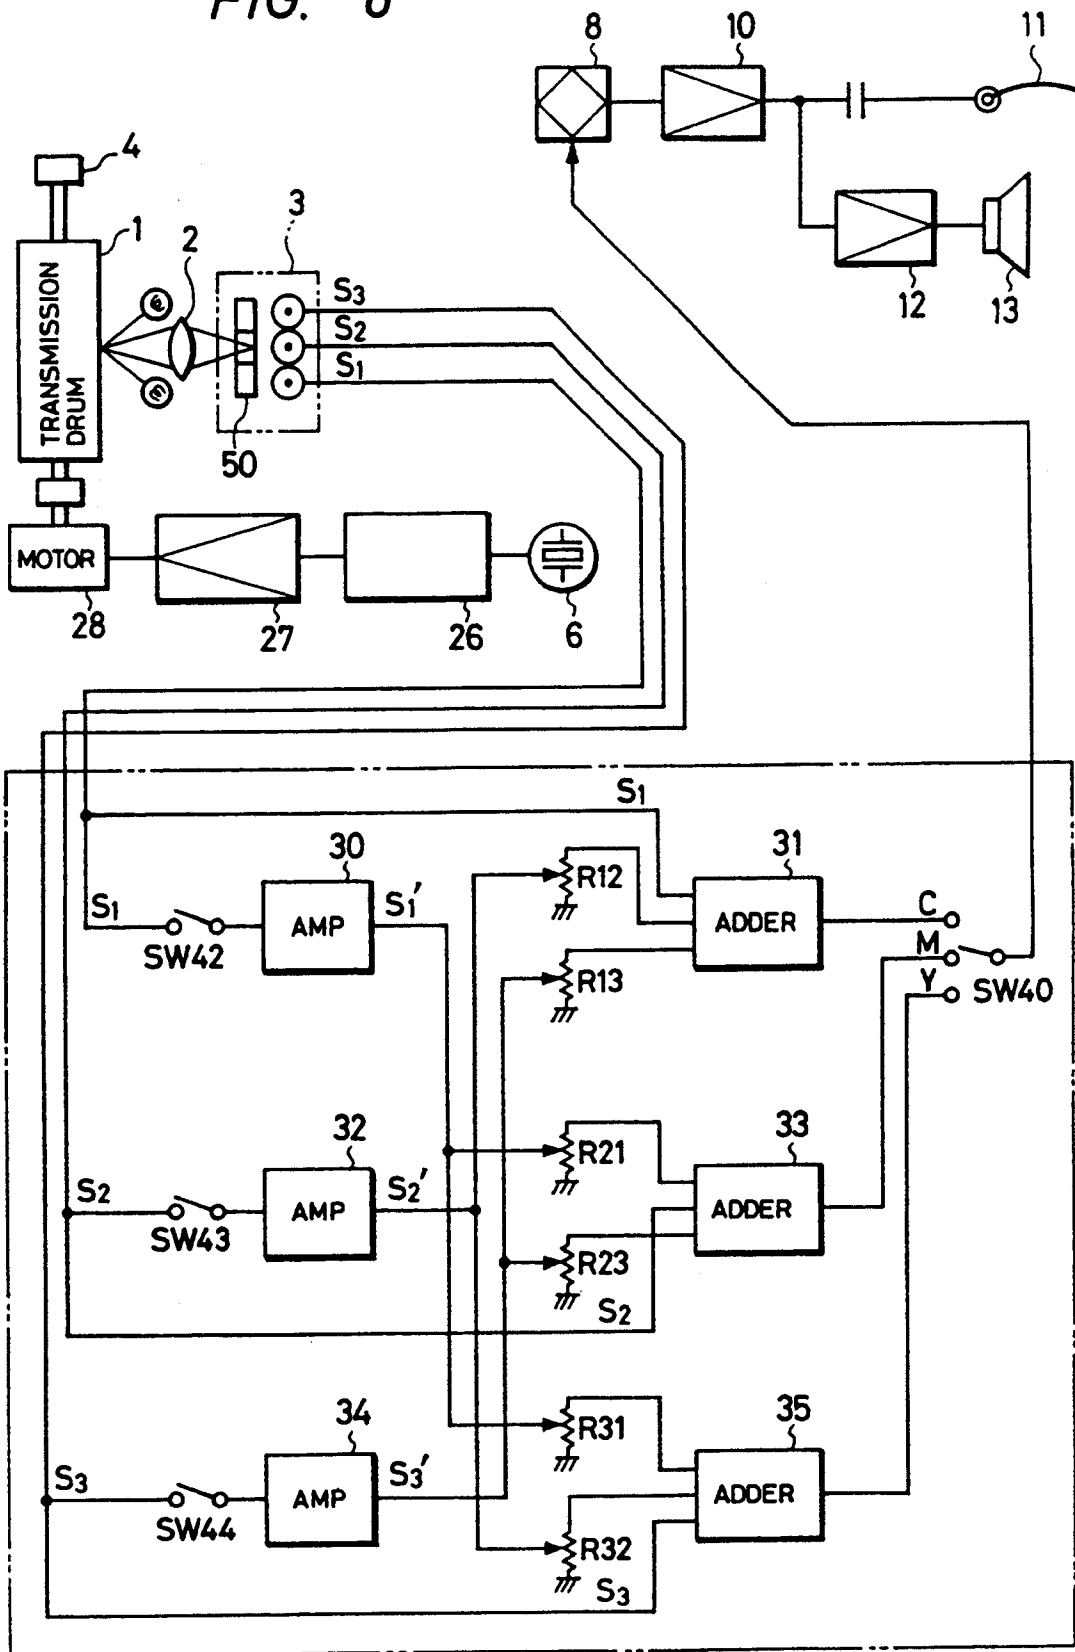 FIG. 6
8
10
11
4
3
1
2
TRANSMISSION
DRUM
S3
S2
S1
12
13
50
MOTOR
28
27
26
6
S1
30
31
S1
AMP
S1'
R12
ADDER
C
SW42
M
R13
Y
SW40
32
33
S2
AMP
S2'
R21
ADDER
SW43
R23
S2
34
35
S3
AMP
S3'
R31
ADDER
SW44
R32
S3